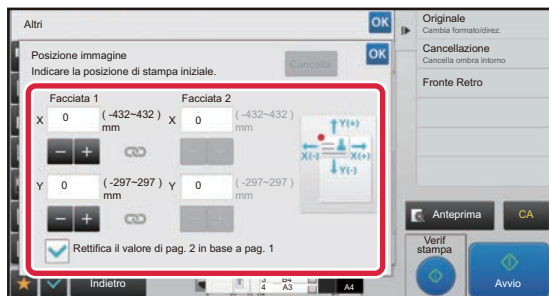 Altri
OK
Posizione immagine
Indicare la posizione di stampa iniziale.
Cancella
OK
Facciata 1
Facciata 2
X 0 (-432~432) mm
X 0 (-432~432) mm
Y(+)
X(-) X(+)
Y(-)
- +
- +
Y 0 (-297~297) mm
Y 0 (-297~297) mm
- +
- +
Rettifica il valore di pag. 2 in base a pag. 1
Indietro
3 B4
4 A3
A4
Originale
Cambia formato/direz.
Cancellazione
Cancella ombra intorno
Fronte Retro
Anteprima
CA
Verif
stampa
Avvio